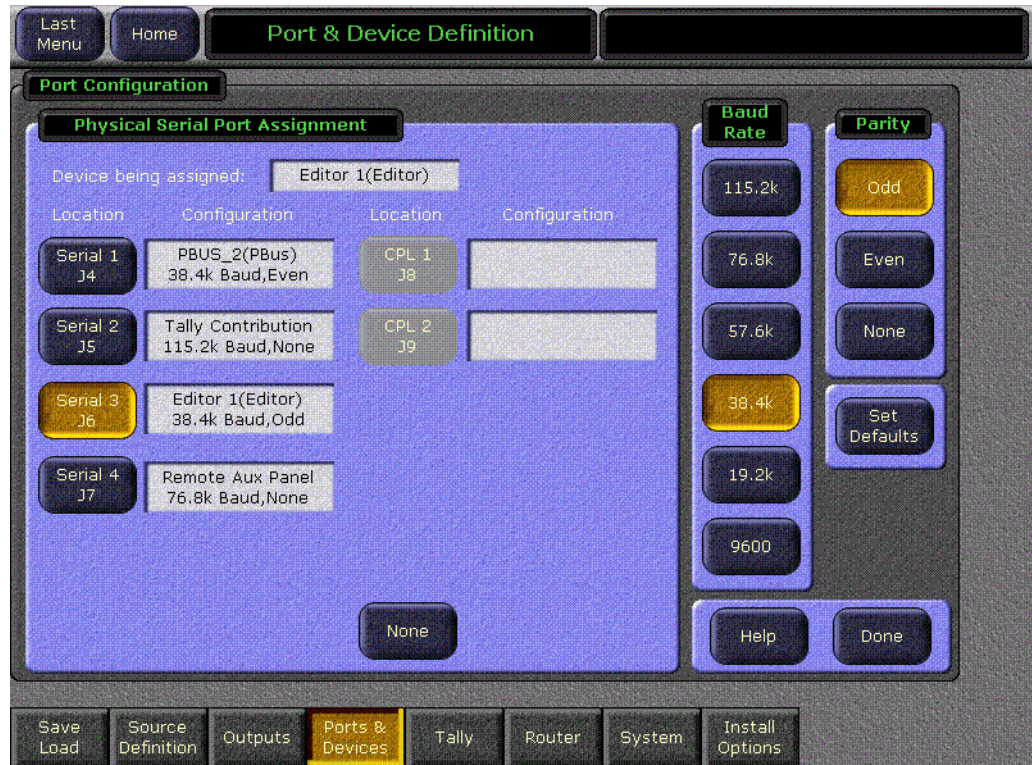 Last
Menu
Home
Port & Device Definition
Port Configuration
Physical Serial Port Assignment
Device being assigned:
Editor 1(Editor)
Location
Configuration
Location
Configuration
Serial 1
J4
PBUS_2(PBus)
38.4k Baud,Even
CPL 1
J8
Serial 2
J5
Tally Contribution
115.2k Baud,None
CPL 2
J9
Serial 3
J6
Editor 1(Editor)
38.4k Baud,Odd
Serial 4
J7
Remote Aux Panel
76.8k Baud,None
None
Baud
Rate
115.2k
76.8k
57.6k
38.4k
19.2k
9600
Parity
Odd
Even
None
Set
Defaults
Help
Done
Save
Load
Source
Definition
Outputs
Ports &
Devices
Tally
Router
System
Install
Options